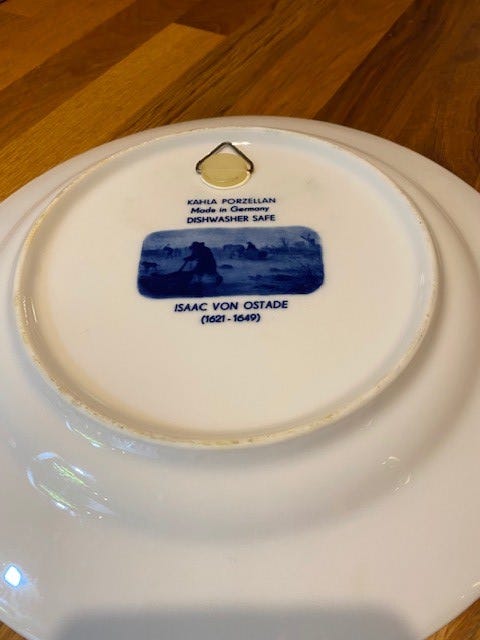 KAHLA PORZELLAN
Made in Germany
DISHWASHER SAFE
ISAAC VON OSTADE
(1621 - 1649)